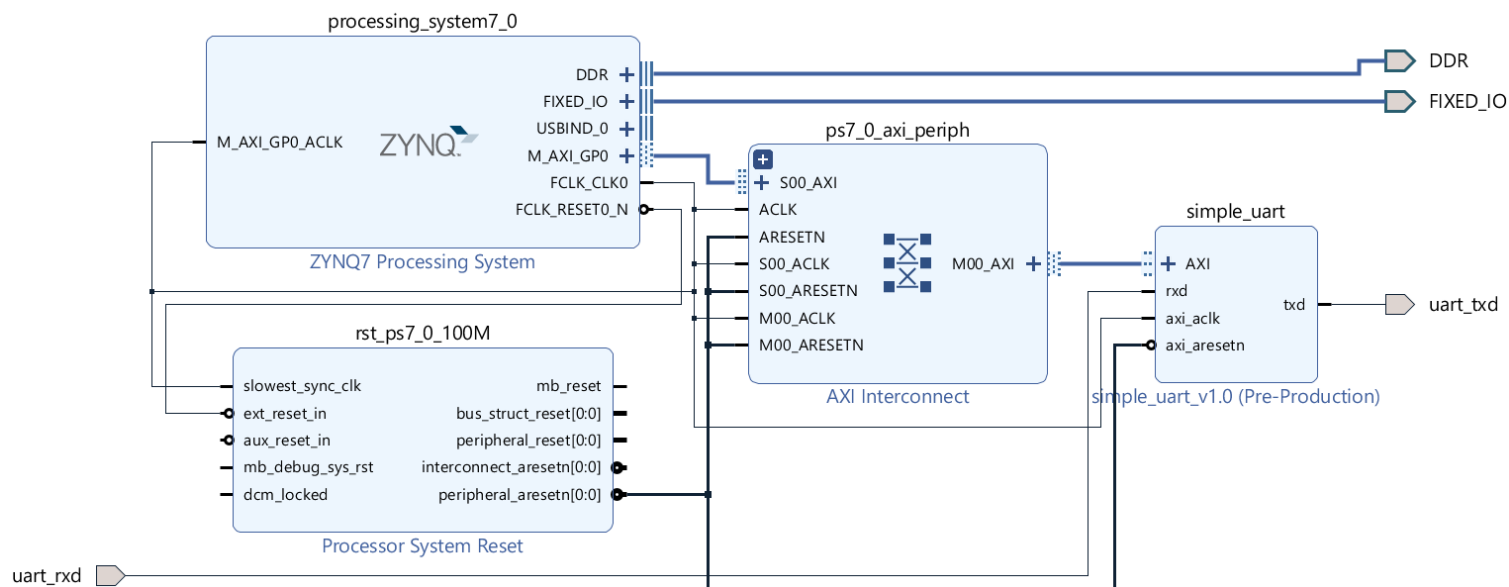 processing_system7_0
DDR
FIXED_IO
USBIND_0
M_AXI_GP0_ACLK
ZYNQ
M_AXI_GP0
FCLK_CLK0
FCLK_RESET0_N
ZYNQ7 Processing System
DDR
FIXED_IO
ps7_0_axi_periph
S00_AXI
ACLK
ARESETN
S00_ACLK
M00_AXI
S00_ARESETN
M00_ACLK
M00_ARESETN
AXI Interconnect
simple_uart
AXI
rxd
txd
axi_aclk
axi_aresetn
simple_uart_v1.0 (Pre-Production)
uart_txd
rst_ps7_0_100M
slowest_sync_clk
mb_reset
ext_reset_in
bus_struct_reset[0:0]
aux_reset_in
peripheral_reset[0:0]
mb_debug_sys_rst
interconnect_aresetn[0:0]
dcm_locked
peripheral_aresetn[0:0]
Processor System Reset
uart_rxd